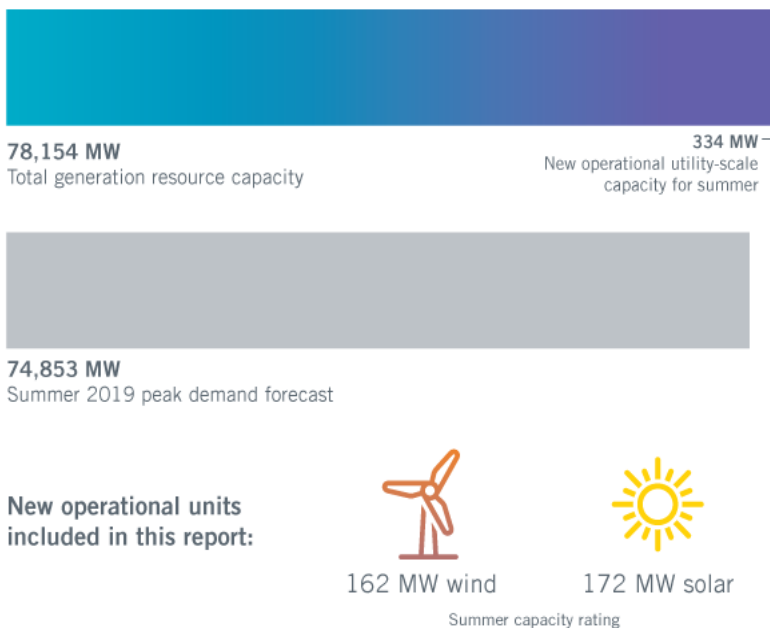 78,154 MW
Total generation resource capacity
334 MW
New operational utility-scale
capacity for summer
74,853 MW
Summer 2019 peak demand forecast
New operational units
included in this report:
162 MW wind
172 MW solar
Summer capacity rating